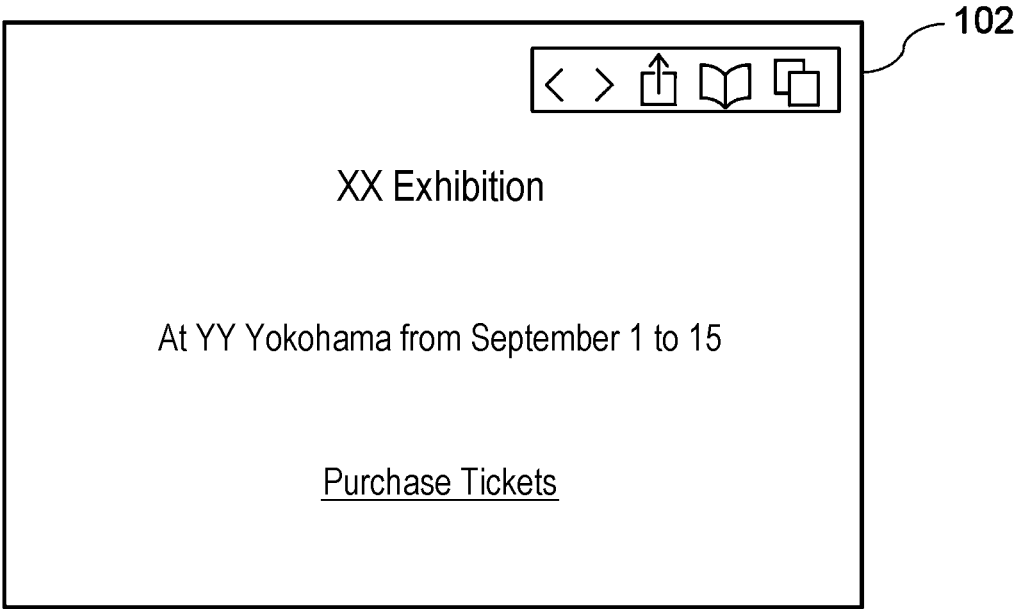 102
XX Exhibition
At YY Yokohama from September 1 to 15
Purchase Tickets